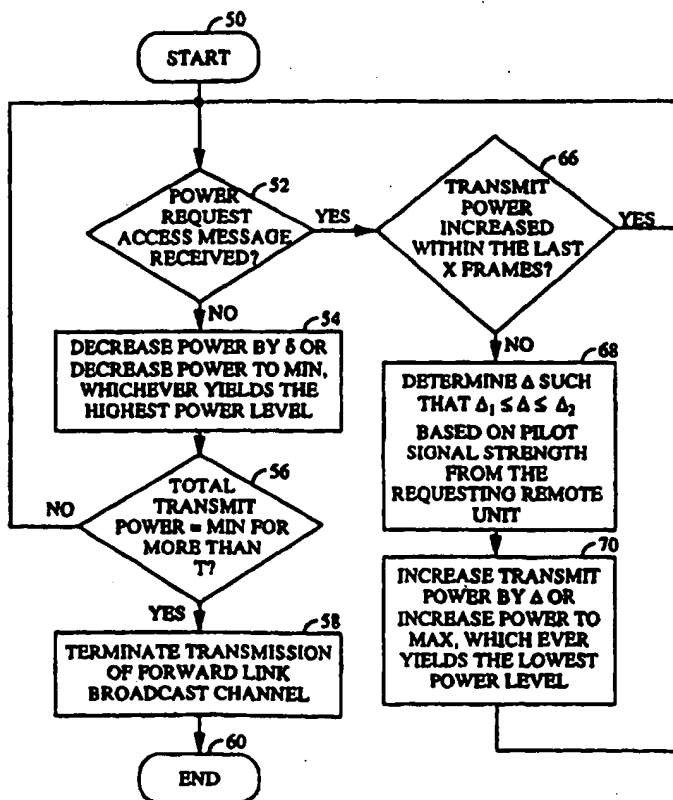 50
START
52
POWER
REQUEST
ACCESS MESSAGE
RECEIVED?
YES
NO
66
TRANSMIT
POWER
INCREASED
WITHIN THE LAST
X FRAMES?
YES
NO
54
DECREASE POWER BY δ OR
DECREASE POWER TO MIN,
WHICHEVER YIELDS THE
HIGHEST POWER LEVEL
68
DETERMINE Δ SUCH
THAT Δ₁ ≤ Δ ≤ Δ₂
BASED ON PILOT
SIGNAL STRENGTH
FROM THE
REQUESTING REMOTE
UNIT
56
TOTAL
TRANSMIT
POWER = MIN FOR
MORE THAN
T?
NO
YES
70
INCREASE TRANSMIT
POWER BY Δ OR
INCREASE POWER TO
MAX, WHICH EVER
YIELDS THE LOWEST
POWER LEVEL
58
TERMINATE TRANSMISSION
OF FORWARD LINK
BROADCAST CHANNEL
60
END